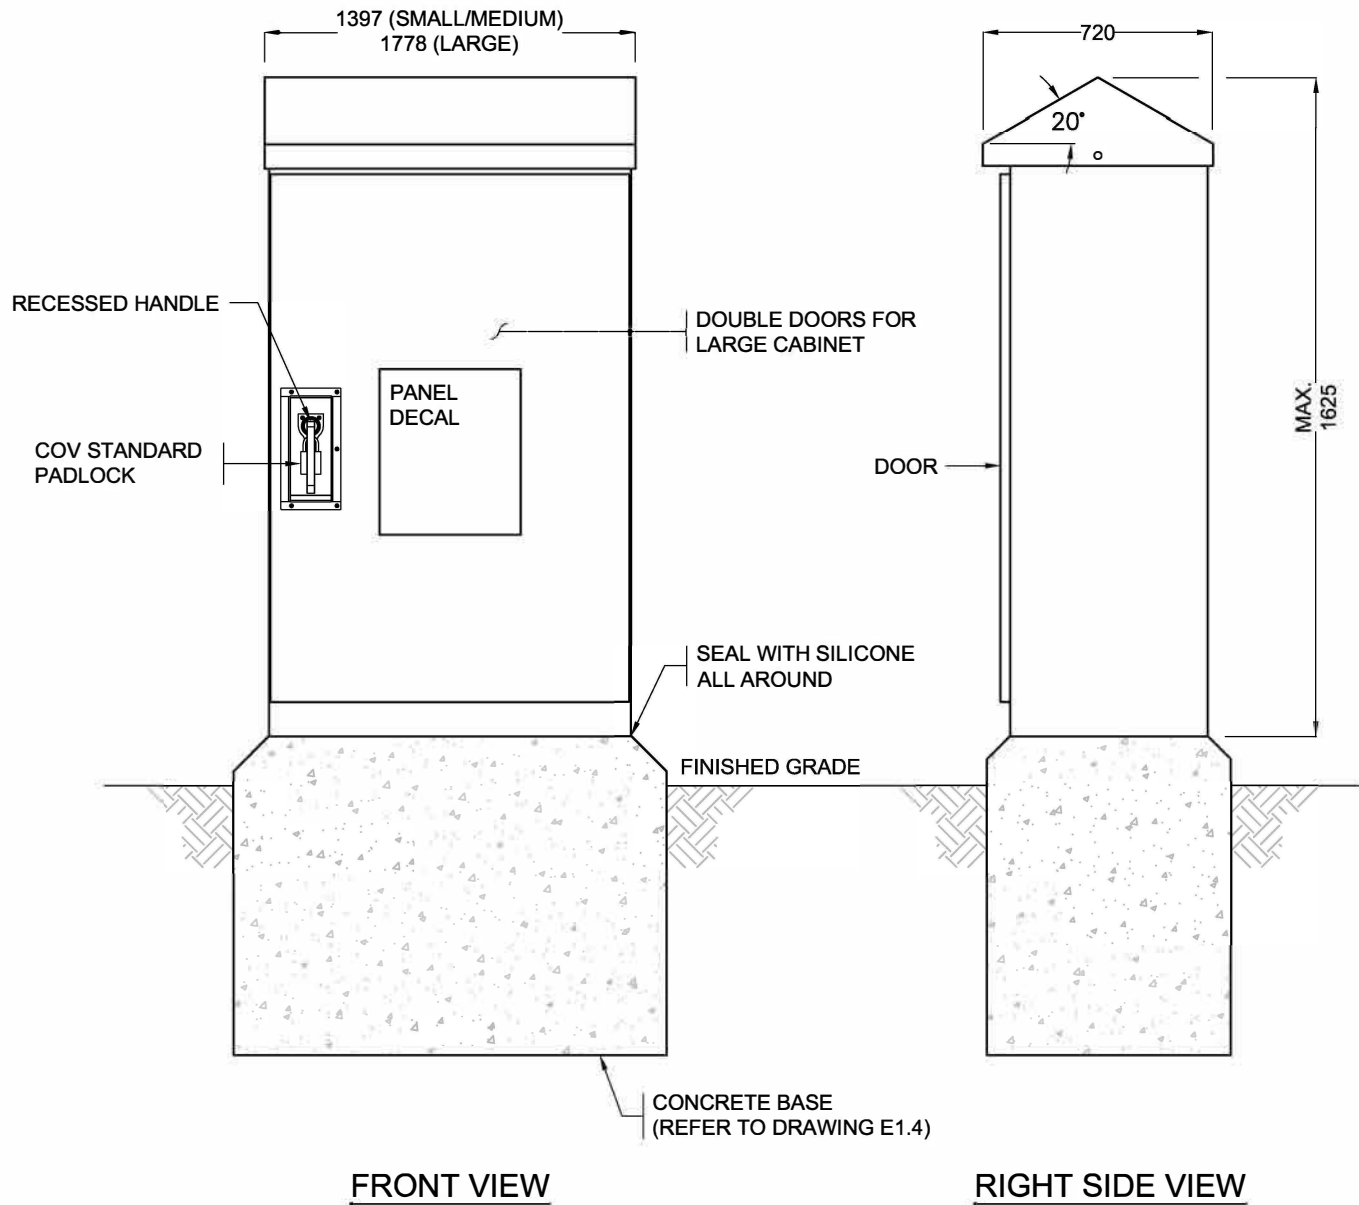 1397 (SMALL/MEDIUM)
1778 (LARGE)
720
20°
RECESSED HANDLE
DOUBLE DOORS FOR
LARGE CABINET
PANEL
DECAL
MAX.
1625
COV STANDARD
PADLOCK
DOOR
SEAL WITH SILICONE
ALL AROUND
FINISHED GRADE
CONCRETE BASE
(REFER TO DRAWING E1.4)
FRONT VIEW
RIGHT SIDE VIEW